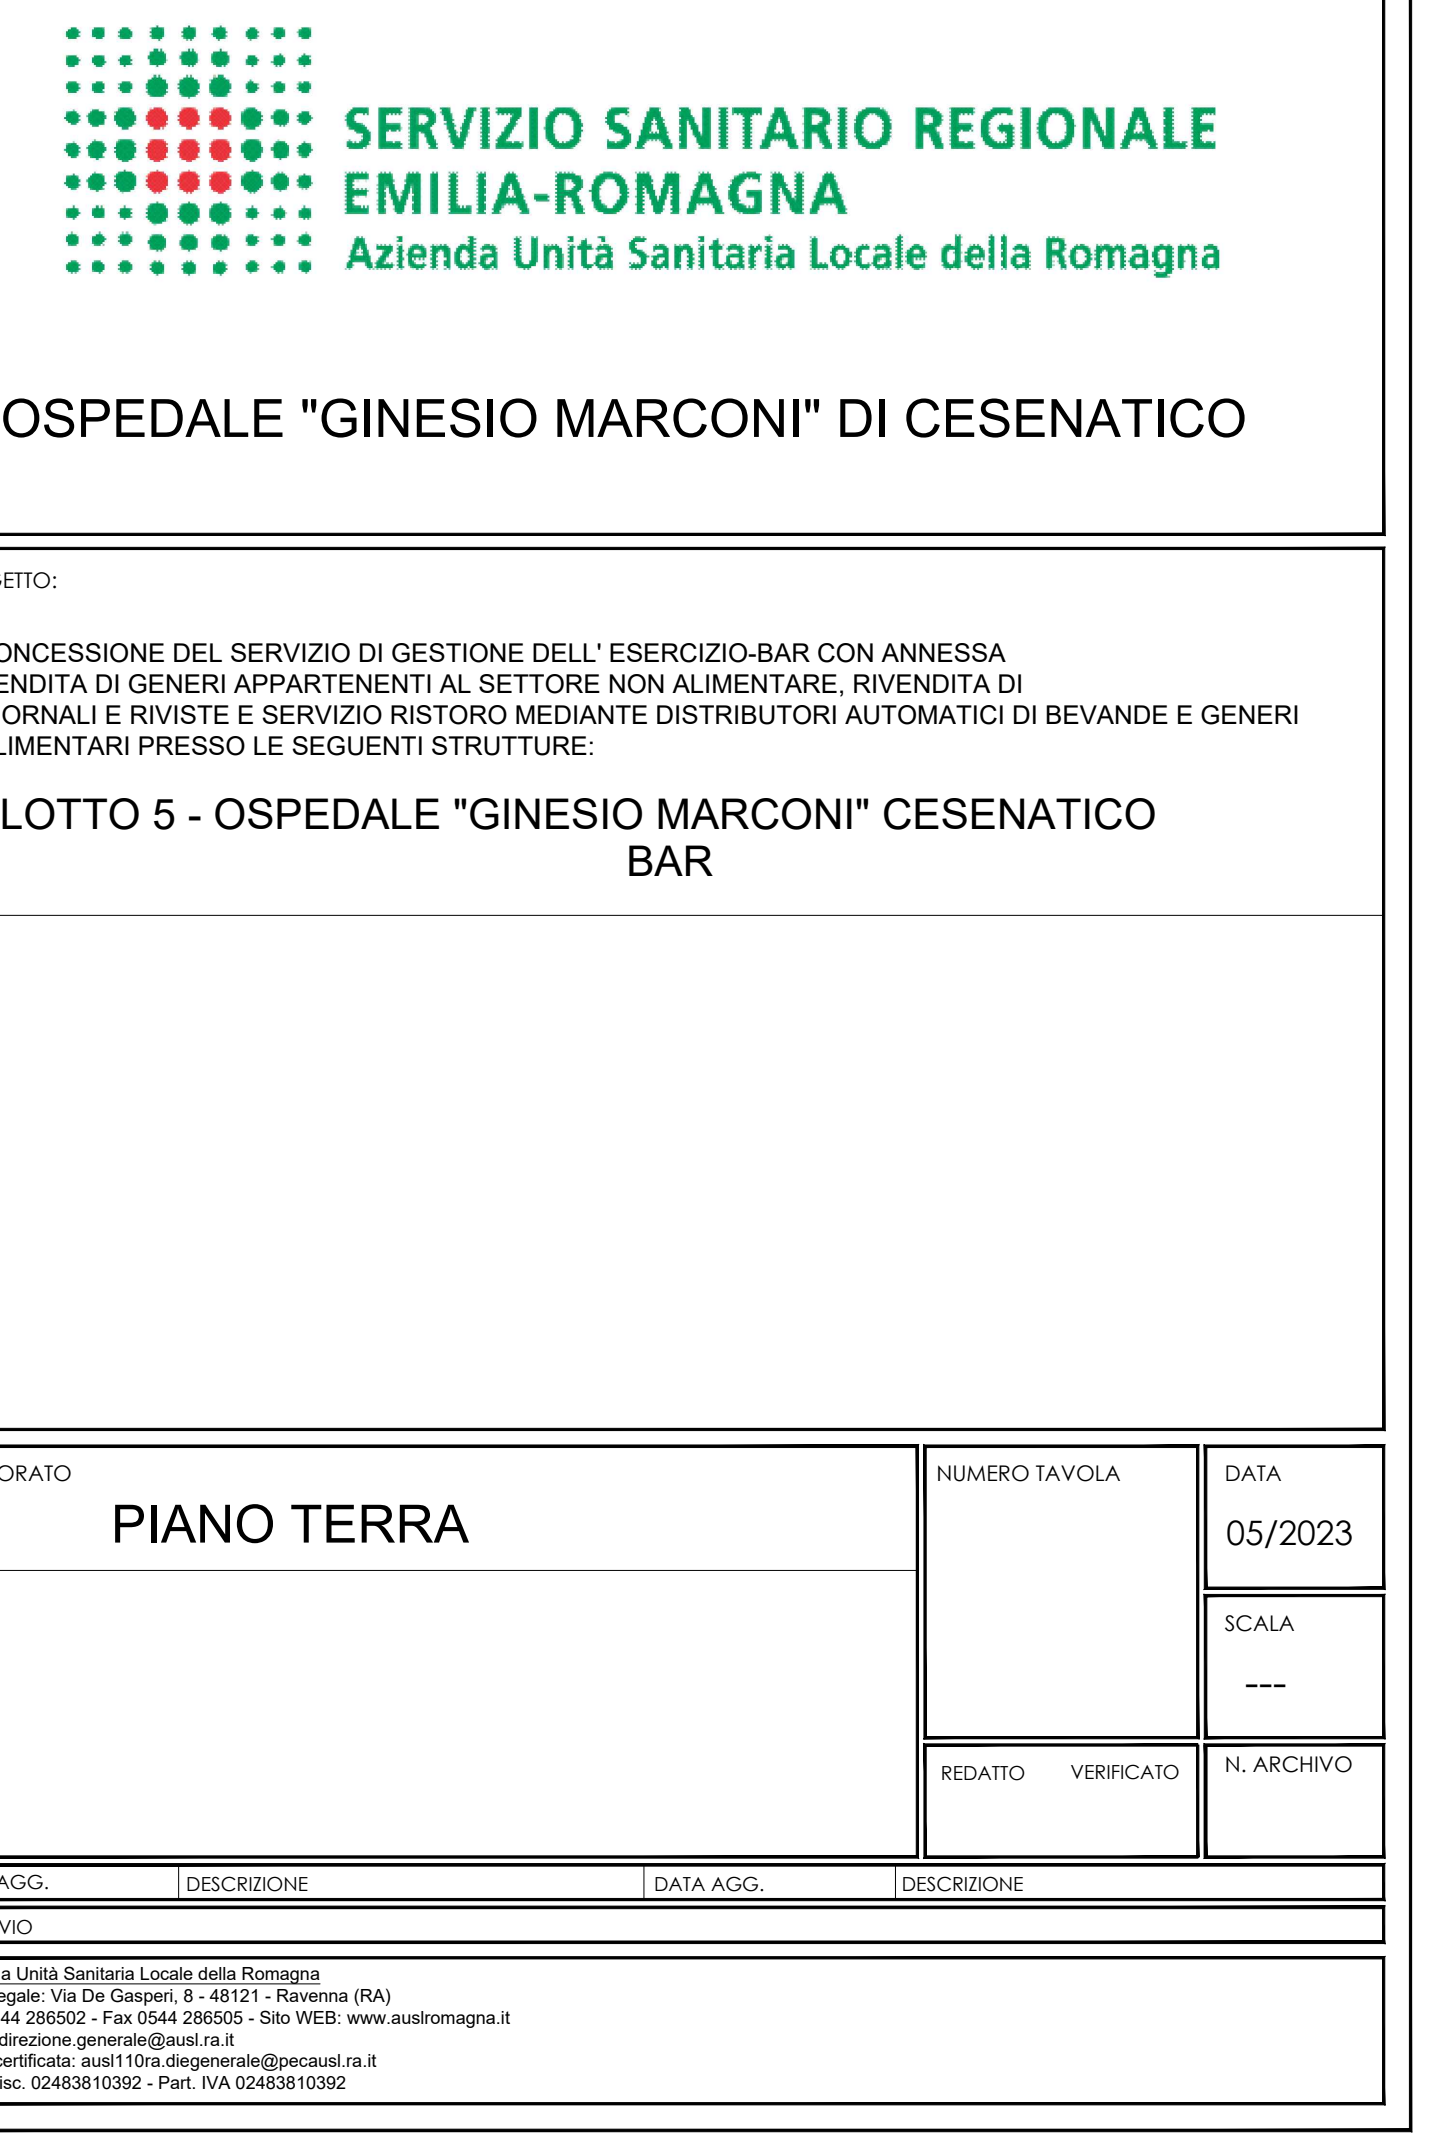 SERVIZIO SANITARIO REGIONALE
EMILIA-ROMAGNA
Azienda Unità Sanitaria Locale della Romagna
OSPEDALE "GINESIO MARCONI" DI CESENATICO
GETTO:
ONCESSIONE DEL SERVIZIO DI GESTIONE DELL' ESERCIZIO-BAR CON ANNESSA
ENDITA DI GENERI APPARTENENTI AL SETTORE NON ALIMENTARE, RIVENDITA DI
ORNALI E RIVISTE E SERVIZIO RISTORO MEDIANTE DISTRIBUTORI AUTOMATICI DI BEVANDE E GENERI
LIMENTARI PRESSO LE SEGUENTI STRUTTURE:
LOTTO 5 - OSPEDALE "GINESIO MARCONI" CESENATICO
BAR
ORATO
PIANO TERRA
NUMERO TAVOLA
DATA
05/2023
SCALA
---
REDATTO VERIFICATO
N. ARCHIVO
AGG. DESCRIZIONE DATA AGG. DESCRIZIONE
VIO
a Unità Sanitaria Locale della Romagna
egale: Via De Gasperi, 8 - 48121 - Ravenna (RA)
44 286502 - Fax 0544 286505 - Sito WEB: www.auslromagna.it
direzione.generale@ausl.ra.it
certificata: ausl110ra.diegenerale@pecausl.ra.it
isc. 02483810392 - Part. IVA 02483810392